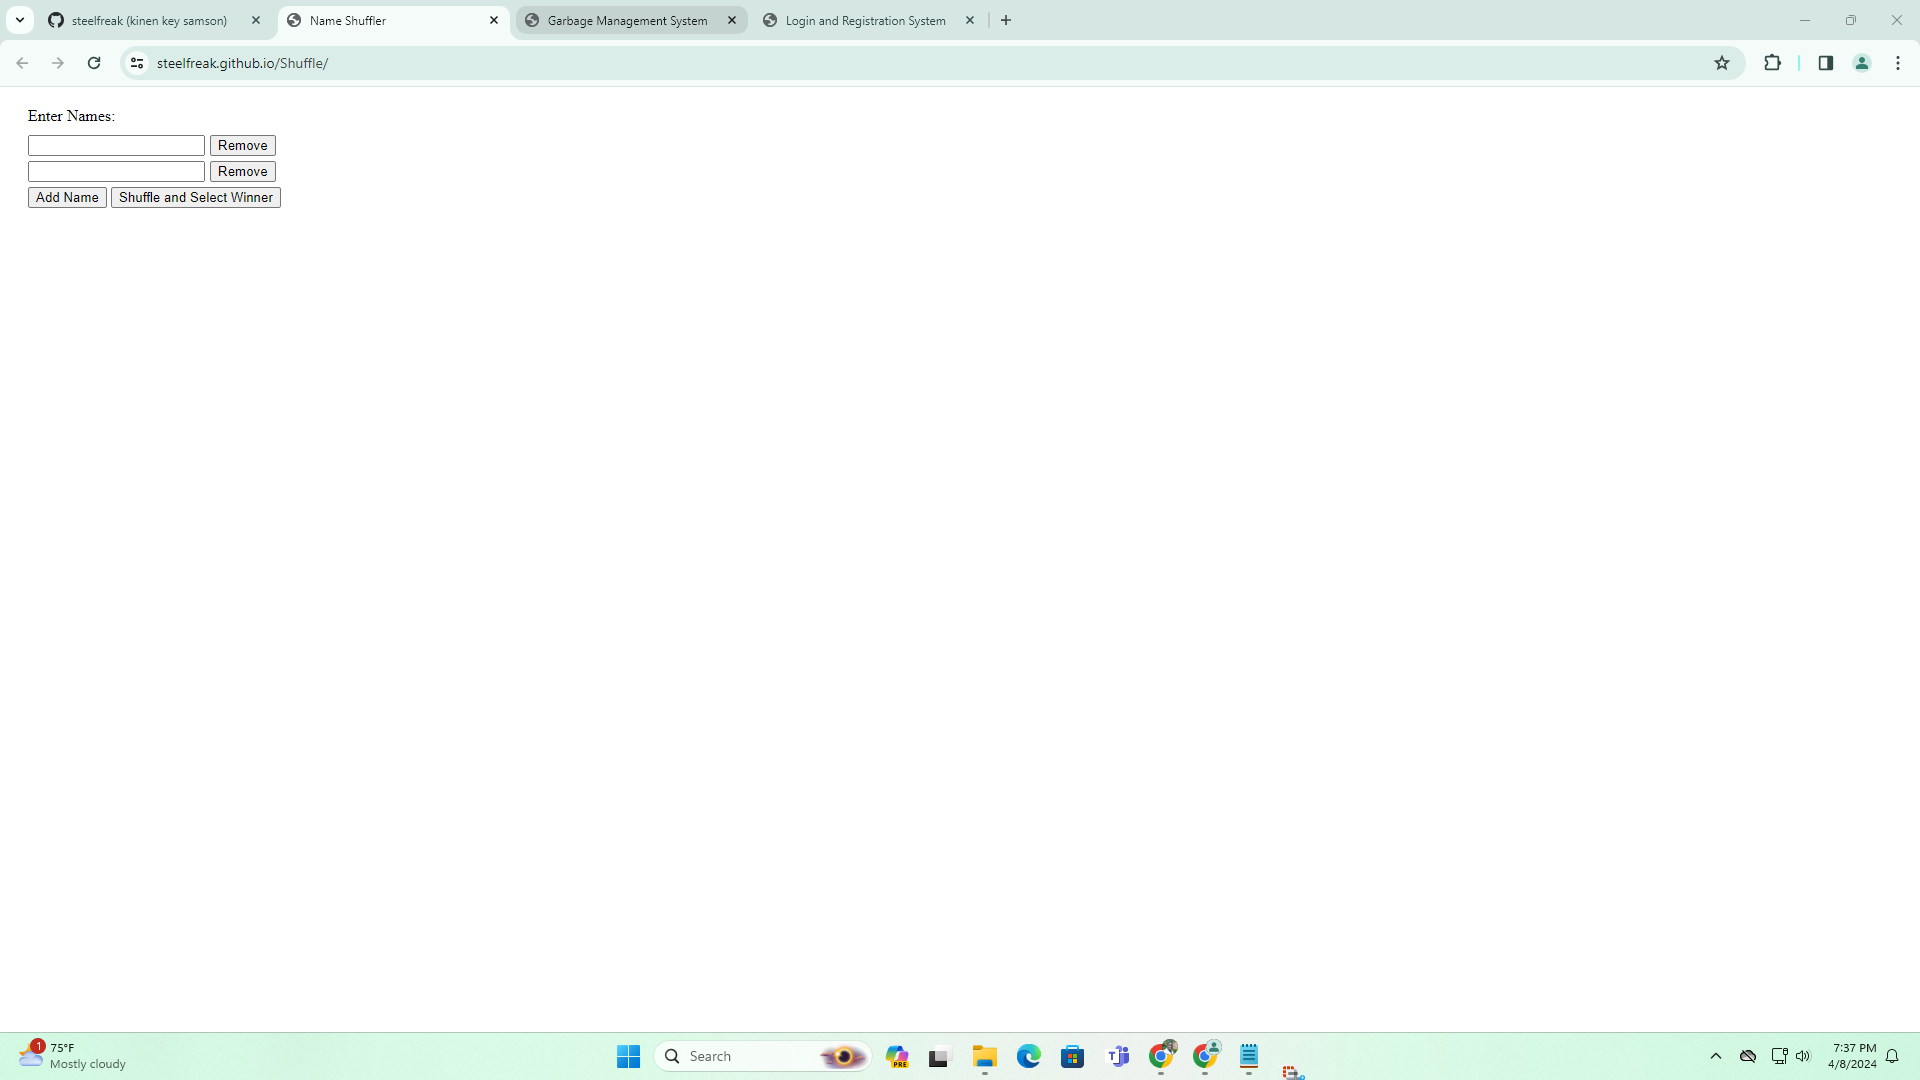 steelfreak (kinen key samson)
Name Shuffler
Garbage Management System
Login and Registration System
steelfreak.github.io/Shuffle/
Enter Names:
Remove
Remove
Add Name
Shuffle and Select Winner
1
75°F
Mostly cloudy
Search
PRE
7:37 PM
4/8/2024